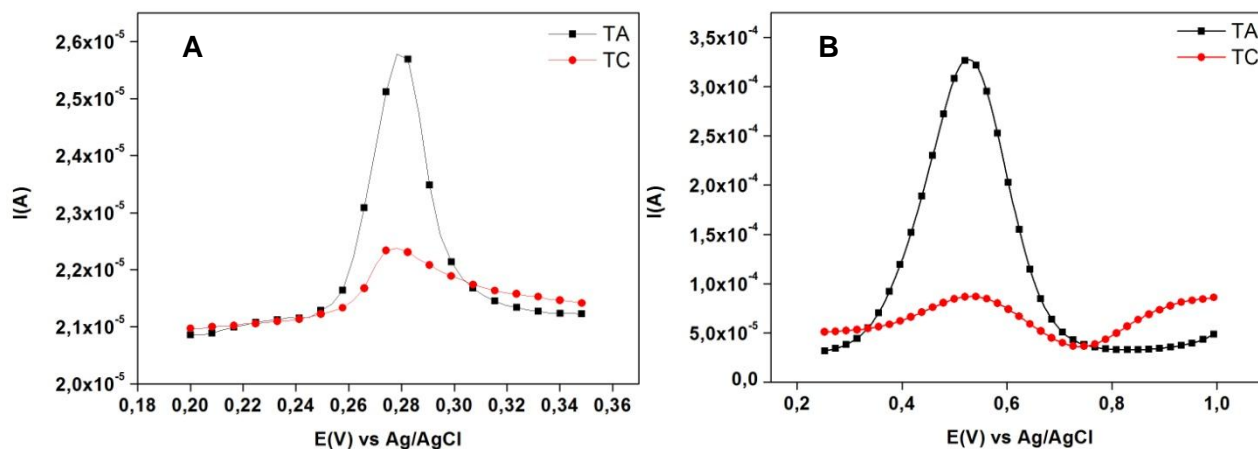 A
TA
TC
2,6x10⁻⁵
2,5x10⁻⁵
2,4x10⁻⁵
2,3x10⁻⁵
2,2x10⁻⁵
2,1x10⁻⁵
2,0x10⁻⁵
I(A)
0,18 0,20 0,22 0,24 0,26 0,28 0,30 0,32 0,34 0,36
E(V) vs Ag/AgCl
B
TA
TC
3,5x10⁻⁴
3,0x10⁻⁴
2,5x10⁻⁴
2,0x10⁻⁴
1,5x10⁻⁴
1,0x10⁻⁴
5,0x10⁻⁵
0,0
I(A)
0,2 0,4 0,6 0,8 1,0
E(V) vs Ag/AgCl